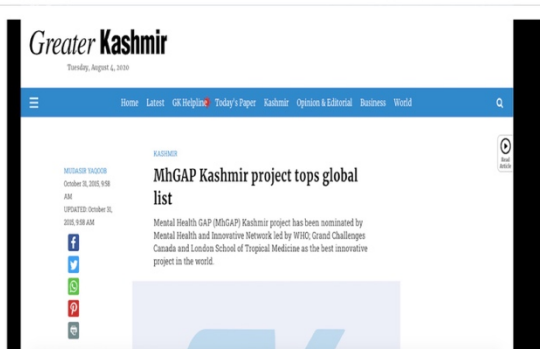 Greater Kashmir
Tuesday, August 4, 2020
Home Latest GK Helpline Today's Paper Kashmir Opinion & Editorial Business World
KASHMIR
MhGAP Kashmir project tops global
list
MUDASIR YAQOOB
October 31, 2015, 9:58
AM
UPDATED: October 31,
2015, 9:58 AM
Mental Health GAP (MhGAP) Kashmir project has been nominated by
Mental Health and Innovative Network led by WHO, Grand Challenges
Canada and London School of Tropical Medicine as the best innovative
project in the world.
Read
Article